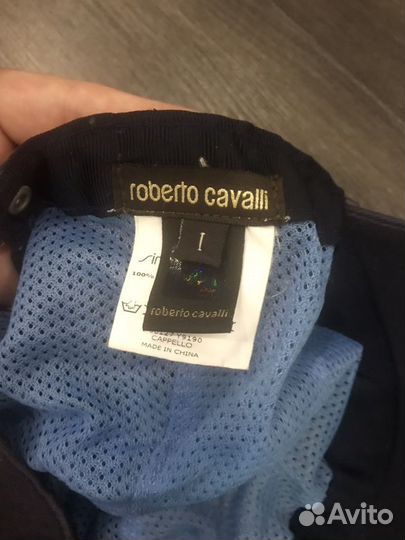 roberto cavalli
I
100%
roberto cavalli
CAPPELLO
MADE IN CHINA
Avito